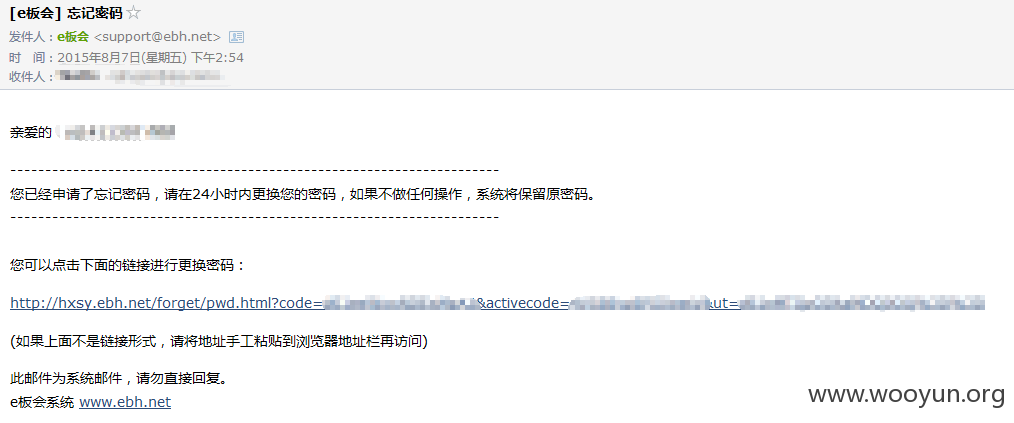 [e板会] 忘记密码☆
发件人：e板会 <support@ebh.net>
时　间：2015年8月7日(星期五) 下午2:54
收件人：
亲爱的
----------------------------------------------------------------------
您已经申请了忘记密码，请在24小时内更换您的密码，如果不做任何操作，系统将保留原密码。
----------------------------------------------------------------------
您可以点击下面的链接进行更换密码：
http://hxsy.ebh.net/forget/pwd.html?code= &activecode= &ut=
(如果上面不是链接形式，请将地址手工粘贴到浏览器地址栏再访问)
此邮件为系统邮件，请勿直接回复。
e板会系统 www.ebh.net
www.wooyun.org